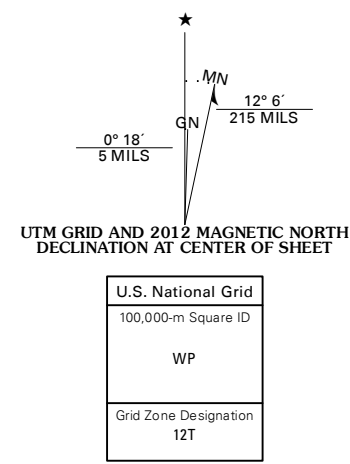 ★
MN
GN
12° 6´
215 MILS
0° 18´
5 MILS
UTM GRID AND 2012 MAGNETIC NORTH
DECLINATION AT CENTER OF SHEET
U.S. National Grid
100,000-m Square ID
WP
Grid Zone Designation
12T